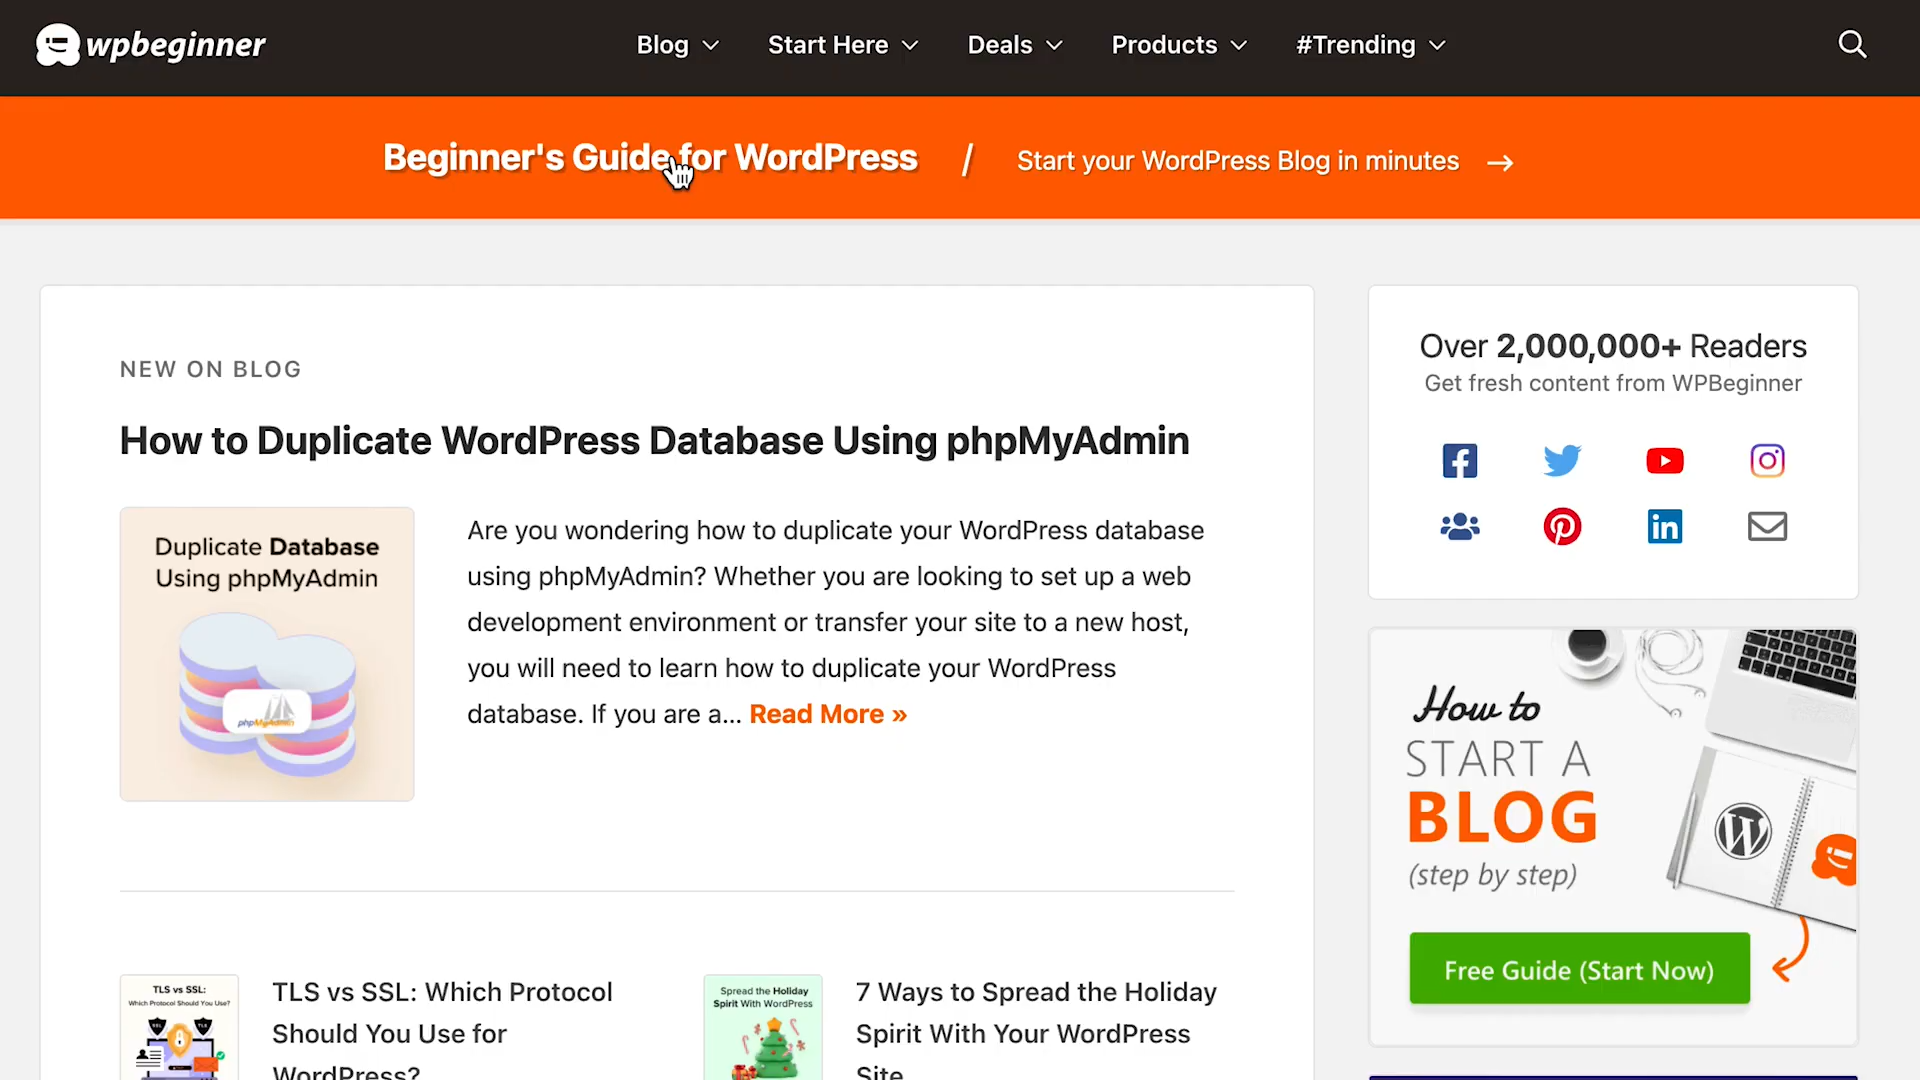 wpbeginner
Blog
Start Here
Deals
Products
#Trending
Beginner's Guide for WordPress / Start your WordPress Blog in minutes →
NEW ON BLOG
How to Duplicate WordPress Database Using phpMyAdmin
Duplicate Database
Using phpMyAdmin
phpMyAdmin
Are you wondering how to duplicate your WordPress database
using phpMyAdmin? Whether you are looking to set up a web
development environment or transfer your site to a new host,
you will need to learn how to duplicate your WordPress
database. If you are a... Read More »
TLS vs SSL:
Which Protocol Should You Use?
SSL
TLS
TLS vs SSL: Which Protocol
Should You Use for
WordPress?
Spread the Holiday
Spirit With WordPress
7 Ways to Spread the Holiday
Spirit With Your WordPress
Site
Over 2,000,000+ Readers
Get fresh content from WPBeginner
How to
START A
BLOG
(step by step)
Free Guide (Start Now)